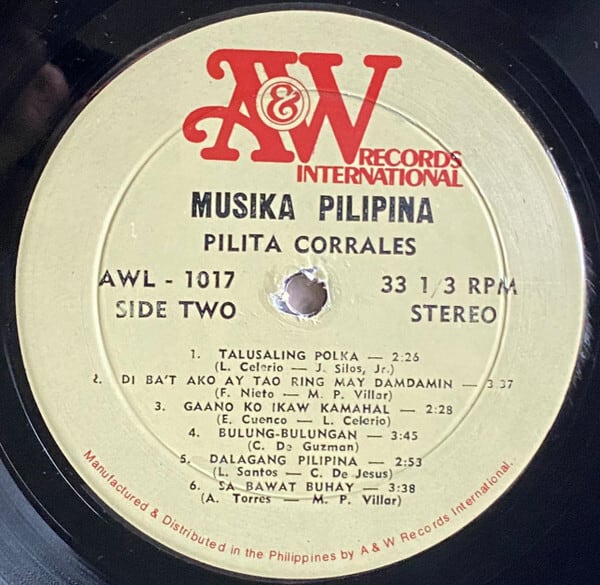 A&W
RECORDS
INTERNATIONAL
MUSIKA PILIPINA
PILITA CORRALES
AWL - 1017
33 1/3 RPM
SIDE TWO
STEREO
1. TALUSALING POLKA — 2:26
(L. Celerio — J. Silos, Jr.)
2. DI BA'T AKO AY TAO RING MAY DAMDAMIN — 3:37
(F. Nieto — M. P. Villar)
3. GAANO KO IKAW KAMAHAL — 2:28
(E. Cuenco — L. Celerio)
4. BULUNG-BULUNGAN — 3:45
(C. De Guzman)
5. DALAGANG PILIPINA — 2:53
(L. Santos — C. De Jesus)
6. SA BAWAT BUHAY — 3:38
(A. Torres — M. P. Villar)
Manufactured & Distributed in the Philippines by A & W Records International.